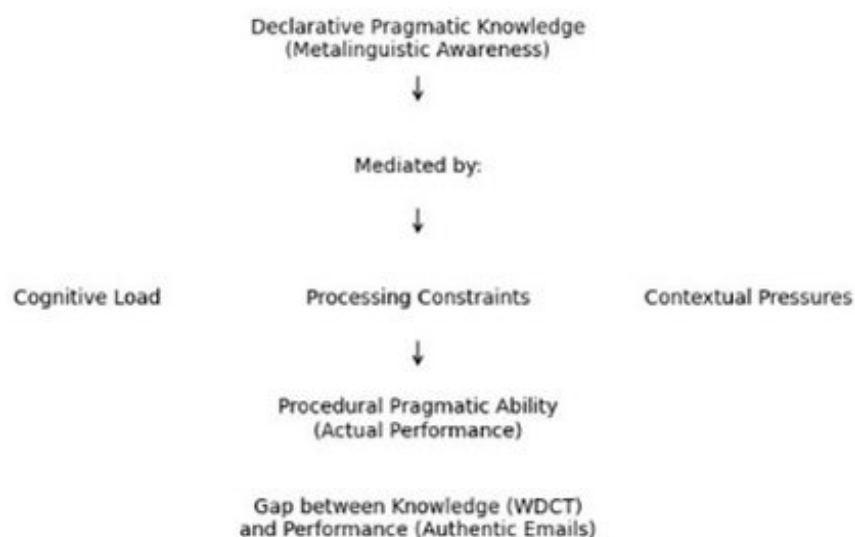 Declarative Pragmatic Knowledge
(Metalinguistic Awareness)
↓
Mediated by:
↓
Cognitive Load Processing Constraints Contextual Pressures
↓
Procedural Pragmatic Ability
(Actual Performance)
Gap between Knowledge (WDCT)
and Performance (Authentic Emails)